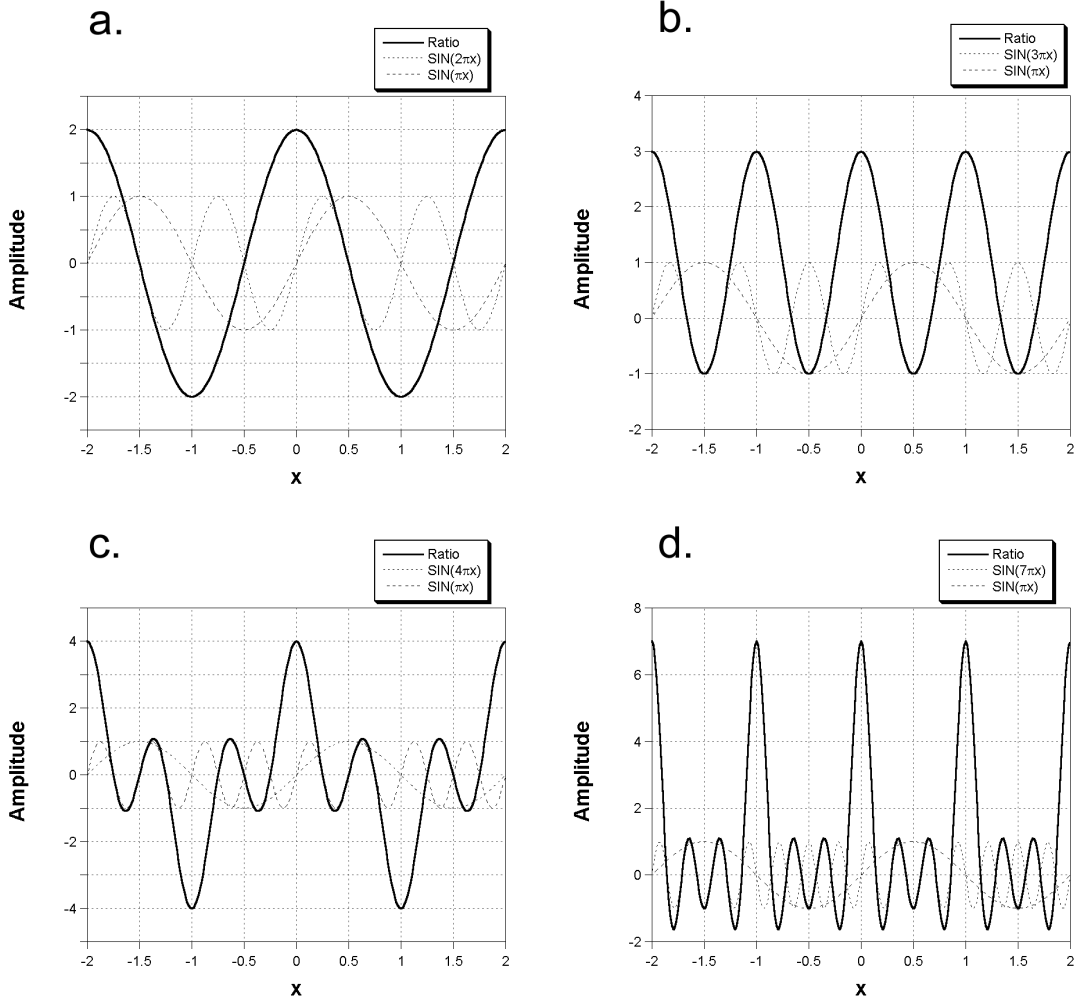 a.
Ratio
SIN(2πx)
SIN(πx)
Amplitude
2
1
0
-1
-2
-2 -1.5 -1 -0.5 0 0.5 1 1.5 2
x
b.
Ratio
SIN(3πx)
SIN(πx)
Amplitude
4
3
2
1
0
-1
-2
-2 -1.5 -1 -0.5 0 0.5 1 1.5 2
x
c.
Ratio
SIN(4πx)
SIN(πx)
Amplitude
4
2
0
-2
-4
-2 -1.5 -1 -0.5 0 0.5 1 1.5 2
x
d.
Ratio
SIN(7πx)
SIN(πx)
Amplitude
8
6
4
2
0
-2
-2 -1.5 -1 -0.5 0 0.5 1 1.5 2
x